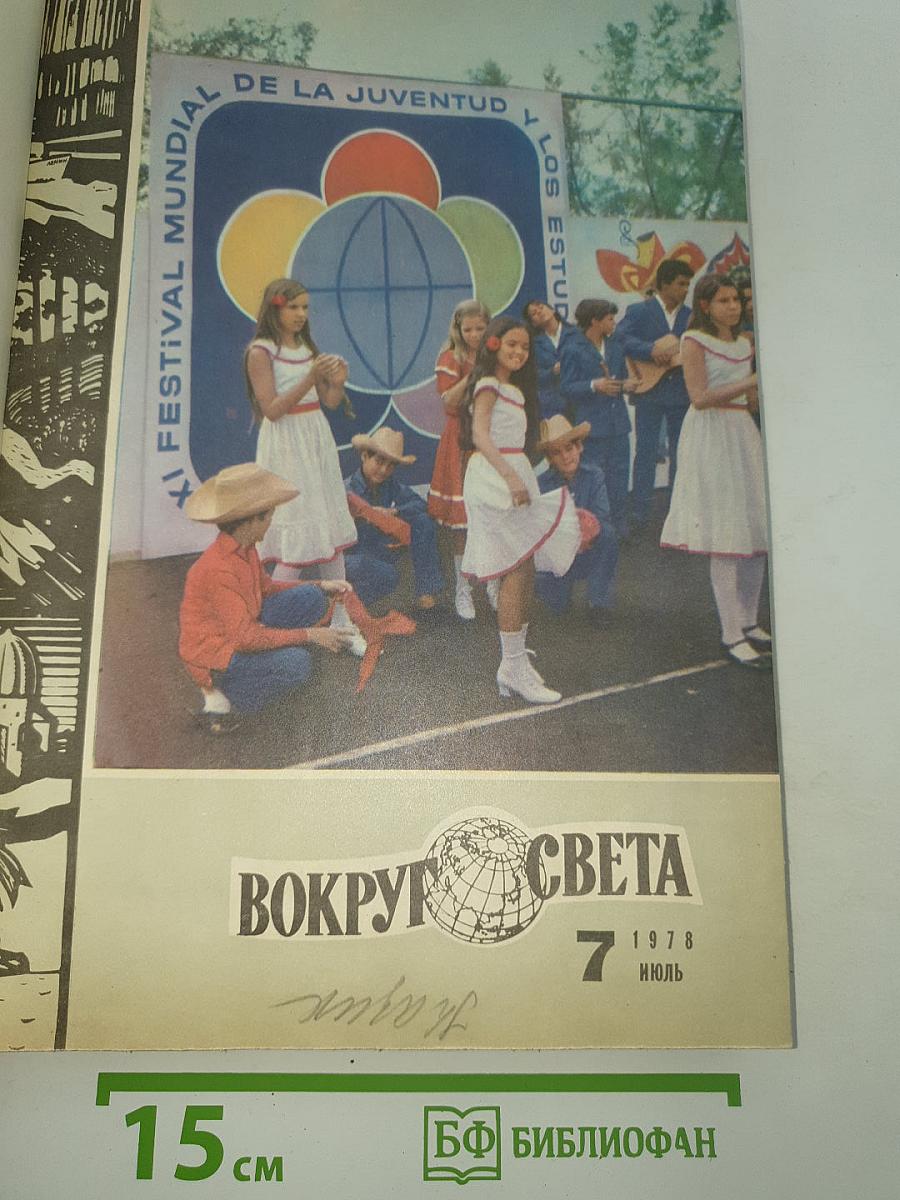 XI FESTiVAL MUNDIAL DE LA JUVENTUD Y LOS ESTUD
ВОКРУГ СВЕТА
7 1978
ИЮЛЬ
15 см
БФ БИБЛИОФАН